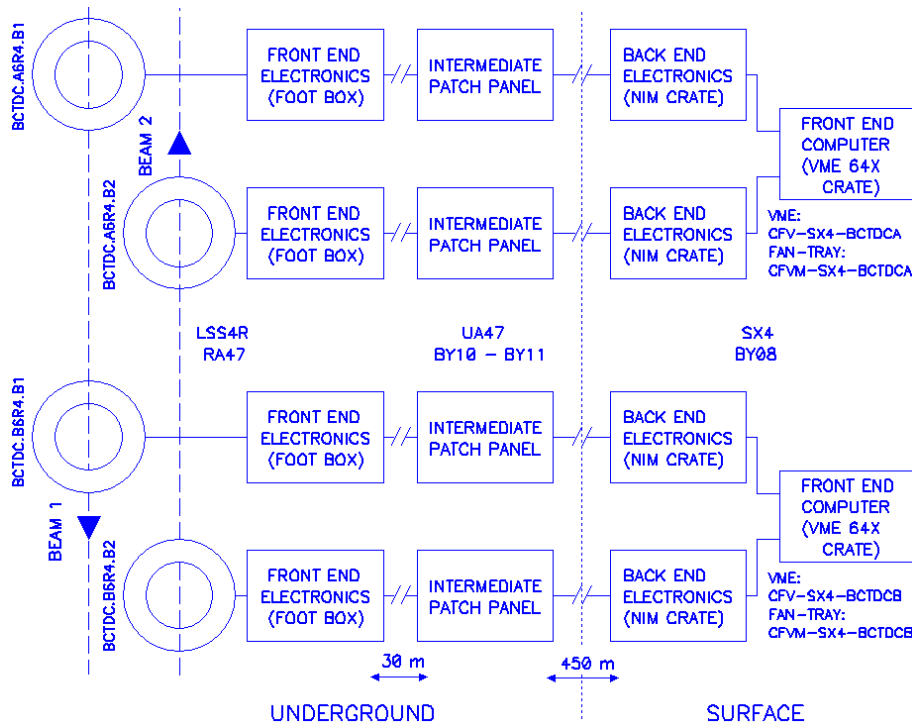 BCTDC.A6R4.B1
FRONT END
ELECTRONICS
(FOOT BOX)
INTERMEDIATE
PATCH PANEL
BACK END
ELECTRONICS
(NIM CRATE)
FRONT END
COMPUTER
(VME 64X
CRATE)
BEAM 2
BCTDC.A6R4.B2
FRONT END
ELECTRONICS
(FOOT BOX)
INTERMEDIATE
PATCH PANEL
BACK END
ELECTRONICS
(NIM CRATE)
VME:
CFV-SX4-BCTDCA
FAN-TRAY:
CFVM-SX4-BCTDCA
LSS4R
RA47
UA47
BY10 - BY11
SX4
BY08
BCTDC.B6R4.B1
FRONT END
ELECTRONICS
(FOOT BOX)
INTERMEDIATE
PATCH PANEL
BACK END
ELECTRONICS
(NIM CRATE)
FRONT END
COMPUTER
(VME 64X
CRATE)
BEAM 1
BCTDC.B6R4.B2
FRONT END
ELECTRONICS
(FOOT BOX)
INTERMEDIATE
PATCH PANEL
BACK END
ELECTRONICS
(NIM CRATE)
VME:
CFV-SX4-BCTDCB
FAN-TRAY:
CFVM-SX4-BCTDCB
30 m
450 m
UNDERGROUND
SURFACE